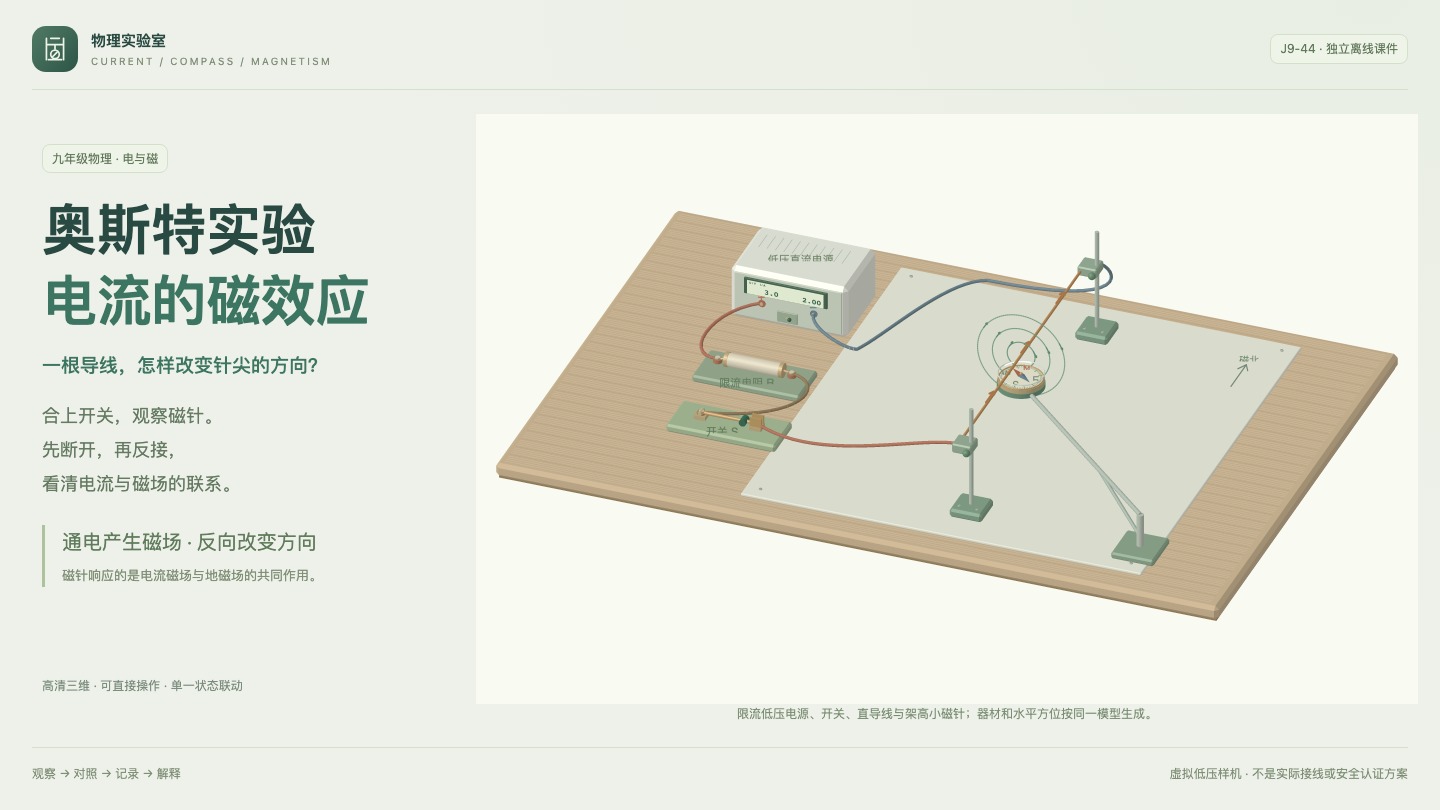 物理实验室
CURRENT / COMPASS / MAGNETISM
J9-44 · 独立离线课件
九年级物理 · 电与磁
奥斯特实验
电流的磁效应
一根导线，怎样改变针尖的方向?
合上开关，观察磁针。
先断开，再反接，
看清电流与磁场的联系。
通电产生磁场 · 反向改变方向
磁针响应的是电流磁场与地磁场的共同作用。
高清三维 · 可直接操作 · 单一状态联动
低压直流电源
3.0 2.00
限流电阻 R
开关 S
磁北
限流低压电源、开关、直导线与架高小磁针；器材和水平方位按同一模型生成。
观察 → 对照 → 记录 → 解释
虚拟低压样机 · 不是实际接线或安全认证方案